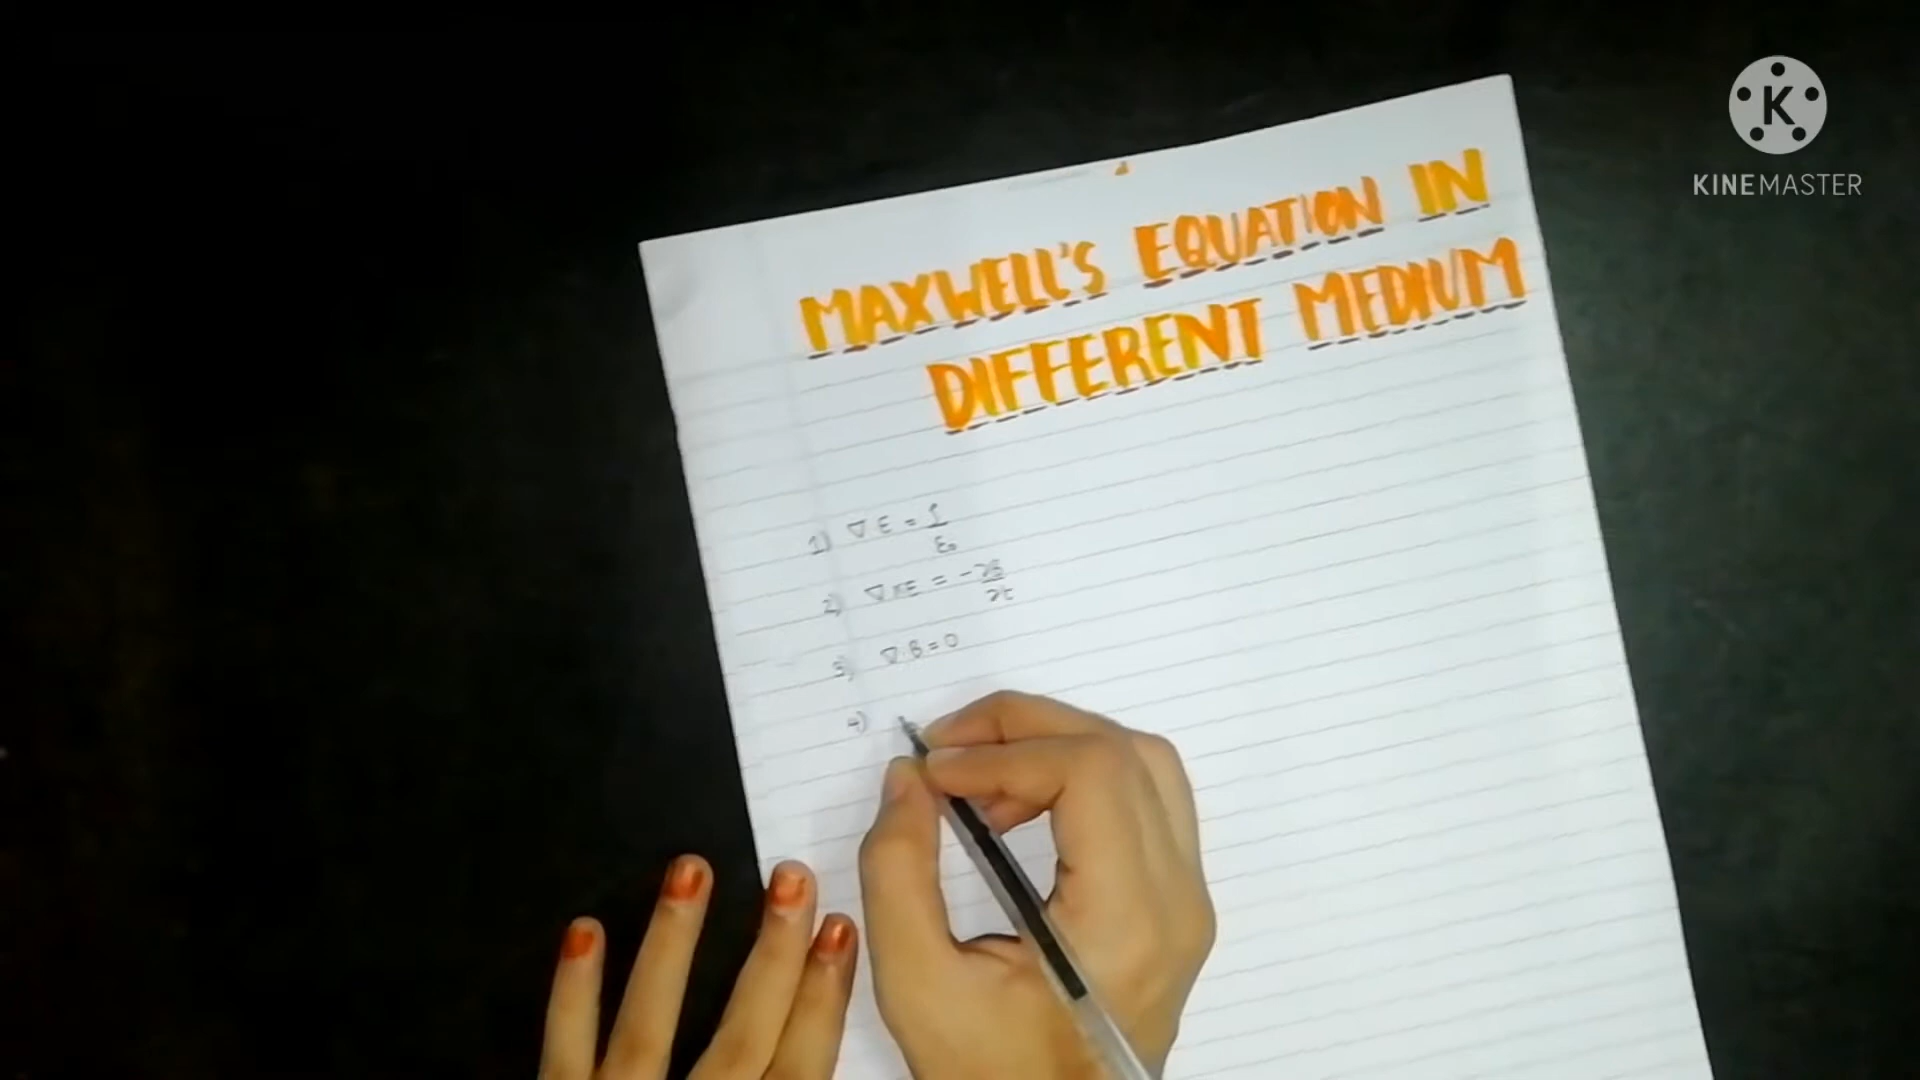 K
KINEMASTER
MAXWELL'S EQUATION IN
DIFFERENT MEDIUM
1) ∇ E = ρ/ε₀
2) ∇ X E = -∂B/∂t
3) ∇. B = 0
4)